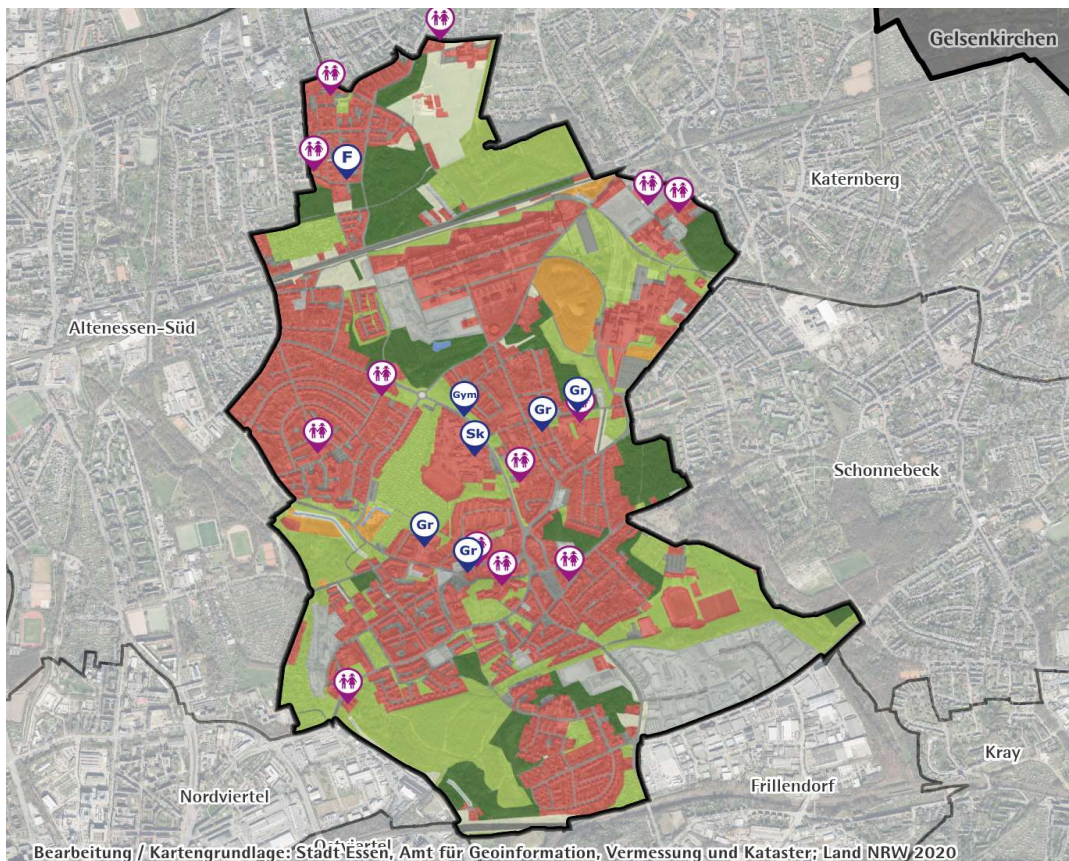 Gelsenkirchen
F
Katernberg
Altenessen-Süd
Gym
Gr
Gr
Sk
Schonnebeck
Gr
Gr
Kray
Frillendorf
Nordviertel
Ostviertel
Bearbeitung / Kartengrundlage: Stadt Essen, Amt für Geoinformation, Vermessung und Kataster; Land NRW 2020